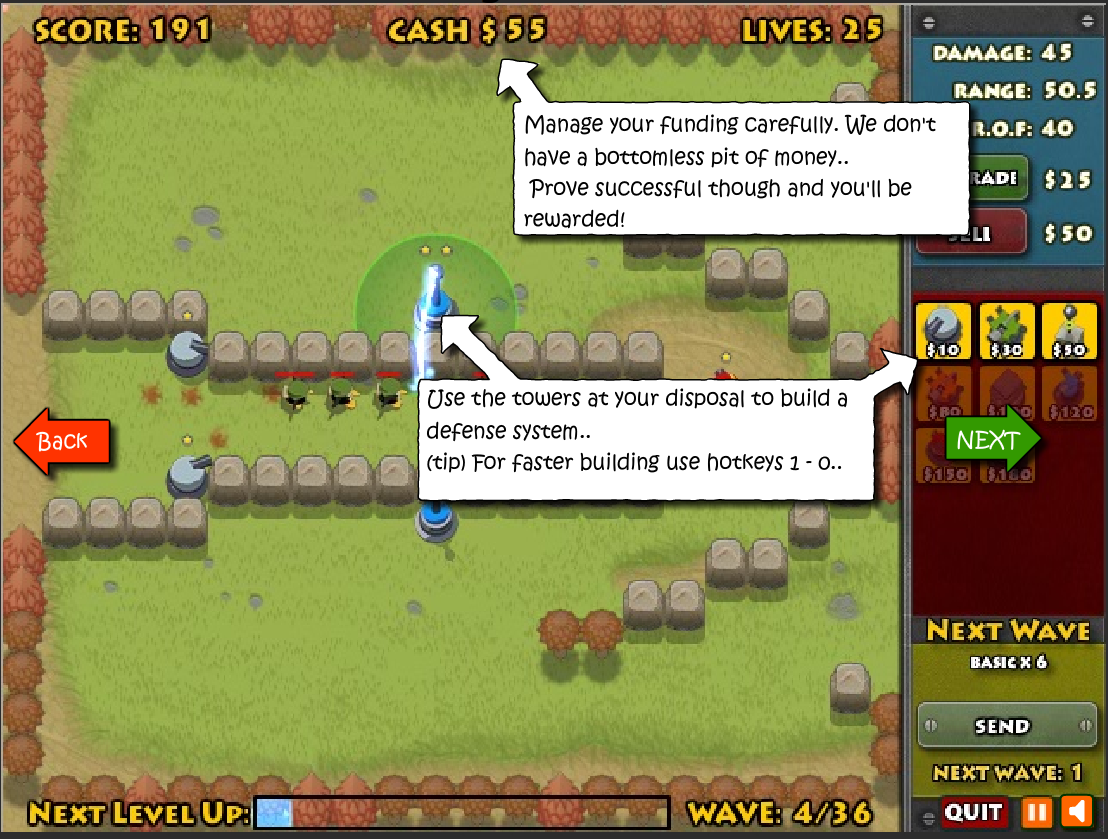 SCORE: 191
CASH $ 55
LIVES: 25
DAMAGE: 45
RANGE: 50.5
R.O.F: 40
RADE $25
SELL $50
Manage your funding carefully. We don't
have a bottomless pit of money..
Prove successful though and you'll be
rewarded!
$10 $30 $50
$80 $120
$150
Use the towers at your disposal to build a
defense system..
(tip) For faster building use hotkeys 1 - 0..
Back
NEXT
NEXT WAVE
BASIC X 6
SEND
NEXT WAVE: 1
NEXT LEVEL UP:
WAVE: 4/36
QUIT